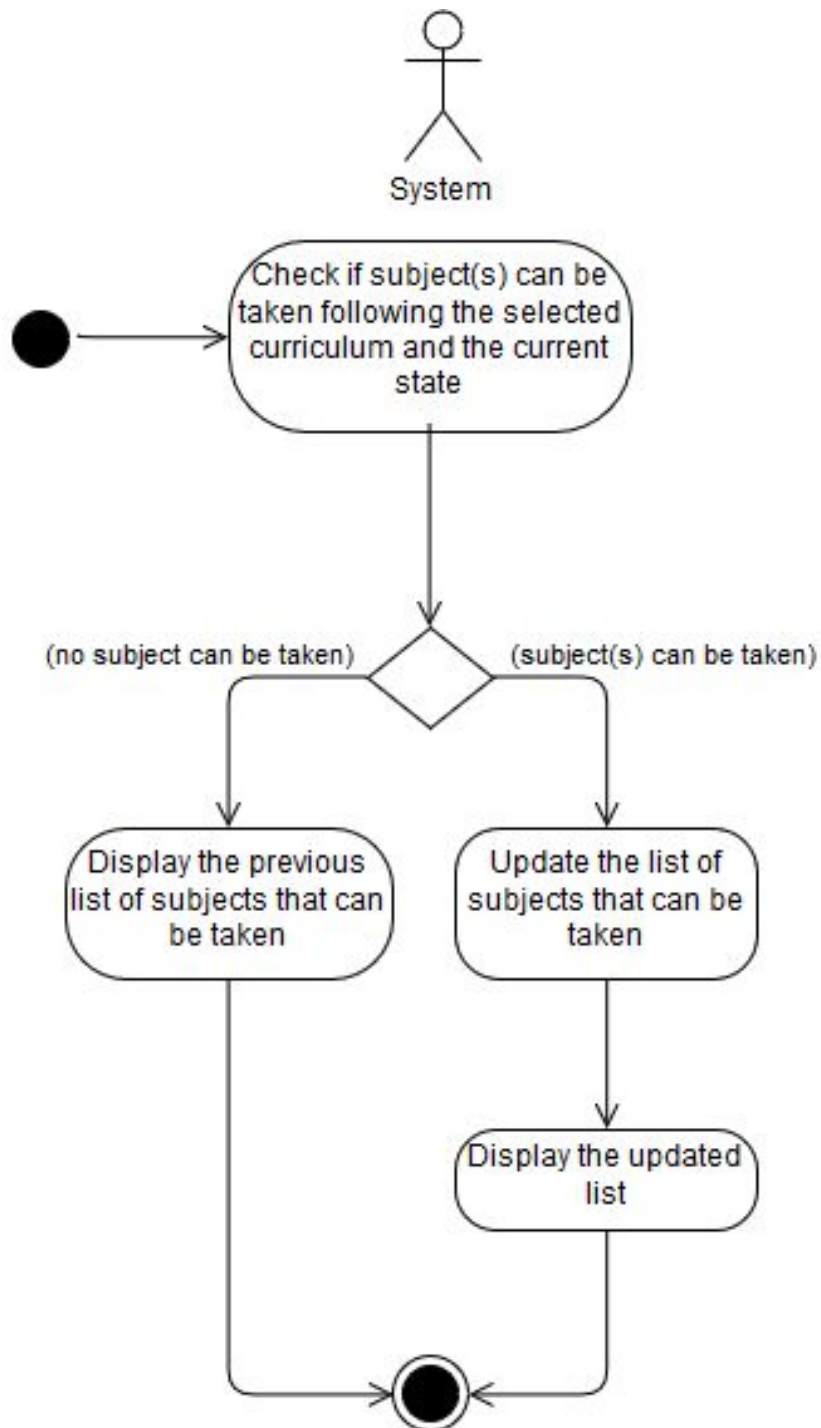 System
Check if subject(s) can be
taken following the selected
curriculum and the current
state
(no subject can be taken)
(subject(s) can be taken)
Display the previous
list of subjects that can
be taken
Update the list of
subjects that can be
taken
Display the updated
list